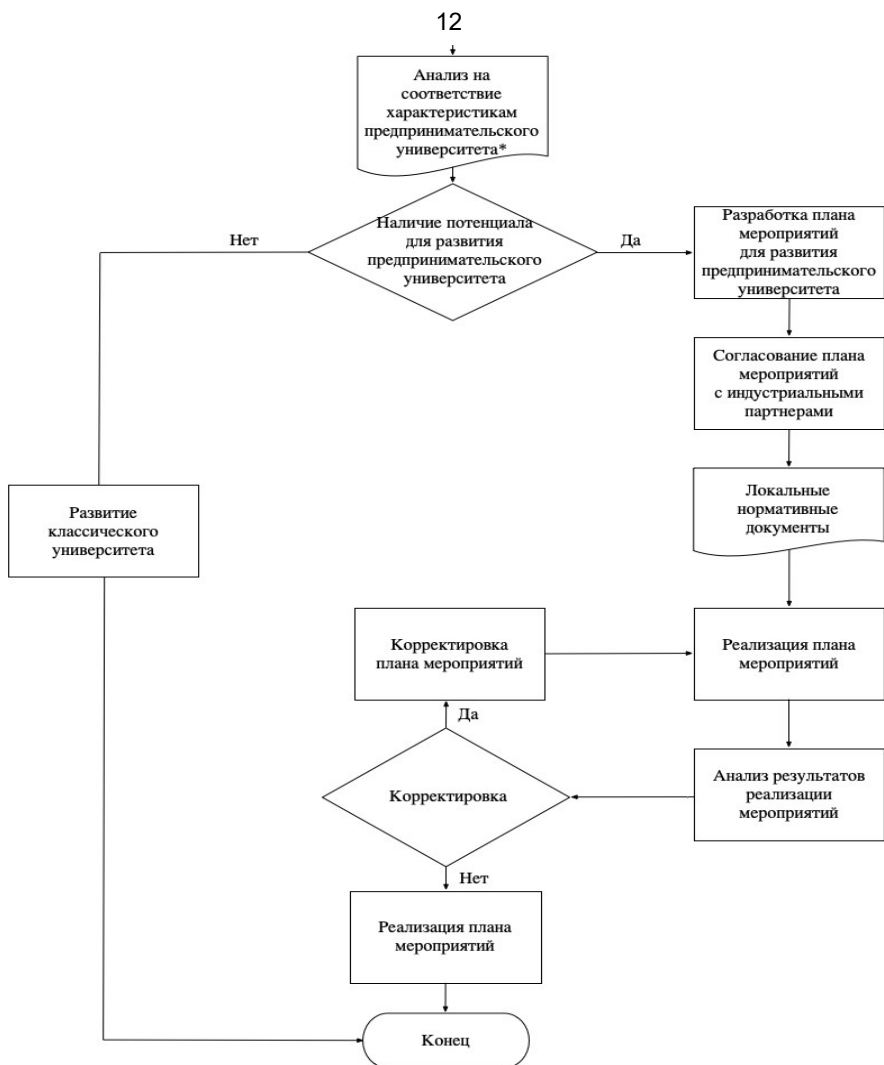 12
Анализ на
соответствие
характеристикам
предпринимательского
университета*
Наличие потенциала
для развития
предпринимательского
университета
Нет
Да
Разработка плана
мероприятий
для развития
предпринимательского
университета
Согласование плана
мероприятий
с индустриальными
партнерами
Локальные
нормативные
документы
Развитие
классического
университета
Корректировка
плана мероприятий
Реализация плана
мероприятий
Да
Корректировка
Анализ результатов
реализации
мероприятий
Нет
Реализация плана
мероприятий
Конец